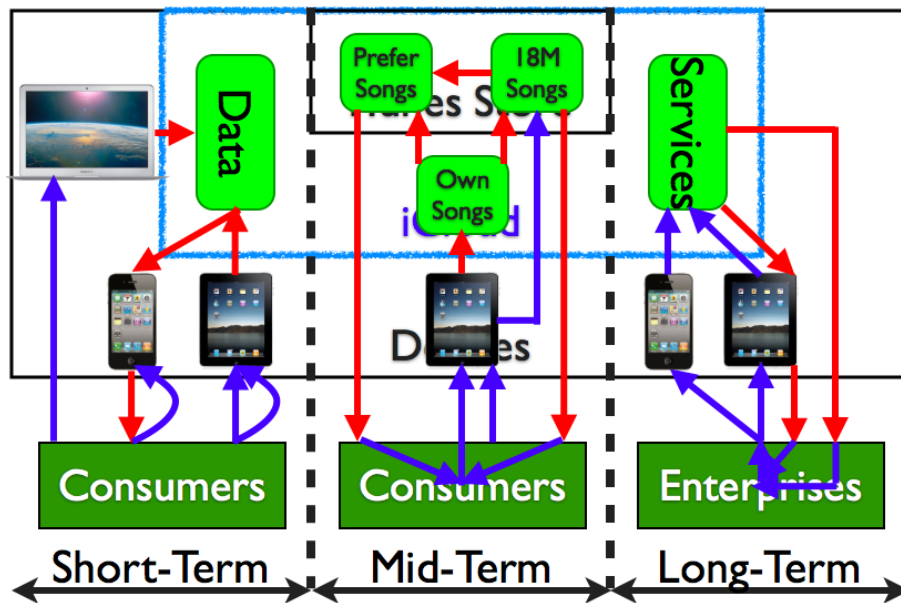 Prefer
Songs
18M
Songs
Data
Services
Own
Songs
Consumers
Consumers
Enterprises
Short-Term
Mid-Term
Long-Term